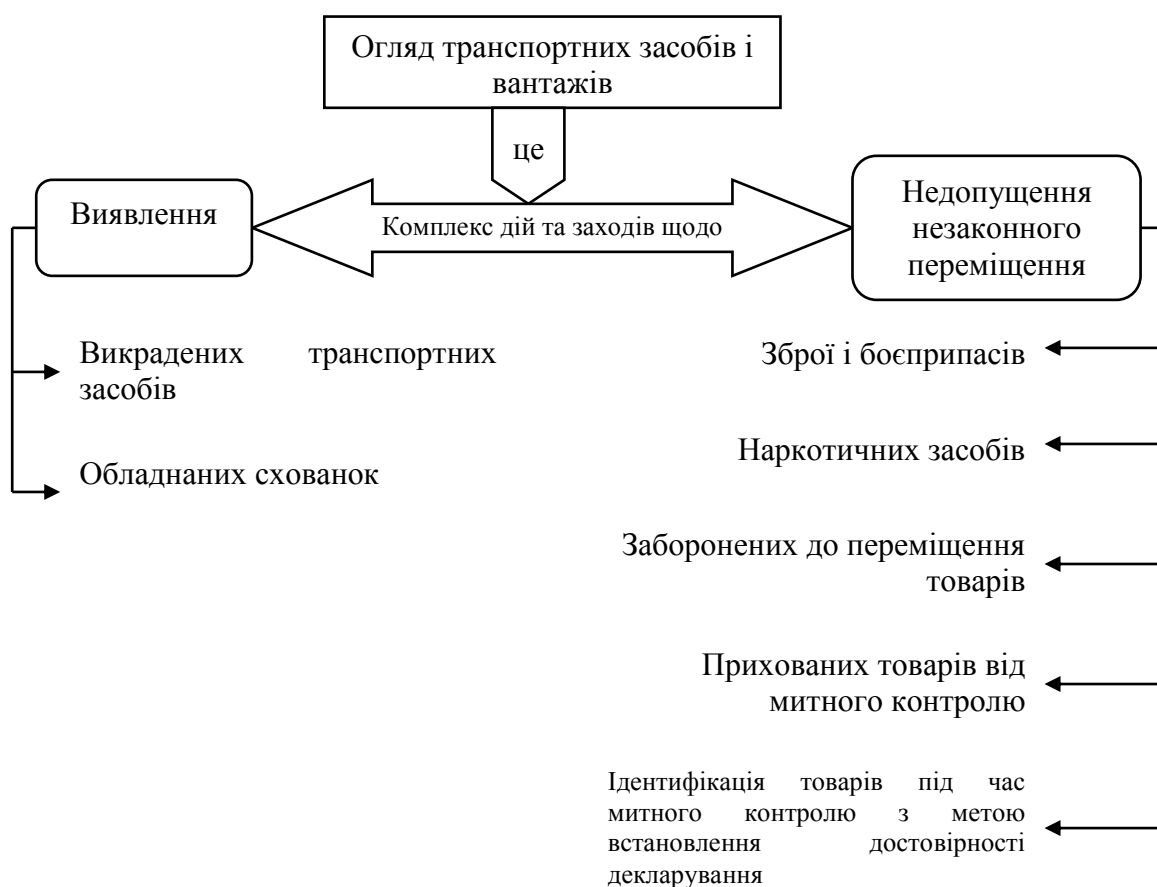 Огляд транспортних засобів і
вантажів
це
Виявлення
Комплекс дій та заходів щодо
Недопущення
незаконного
переміщення
Викрадених транспортних
засобів
Обладнаних схованок
Зброї і боєприпасів
Наркотичних засобів
Заборонених до переміщення
товарів
Прихованих товарів від
митного контролю
Ідентифікація товарів під час
митного контролю з метою
встановлення достовірності
декларування